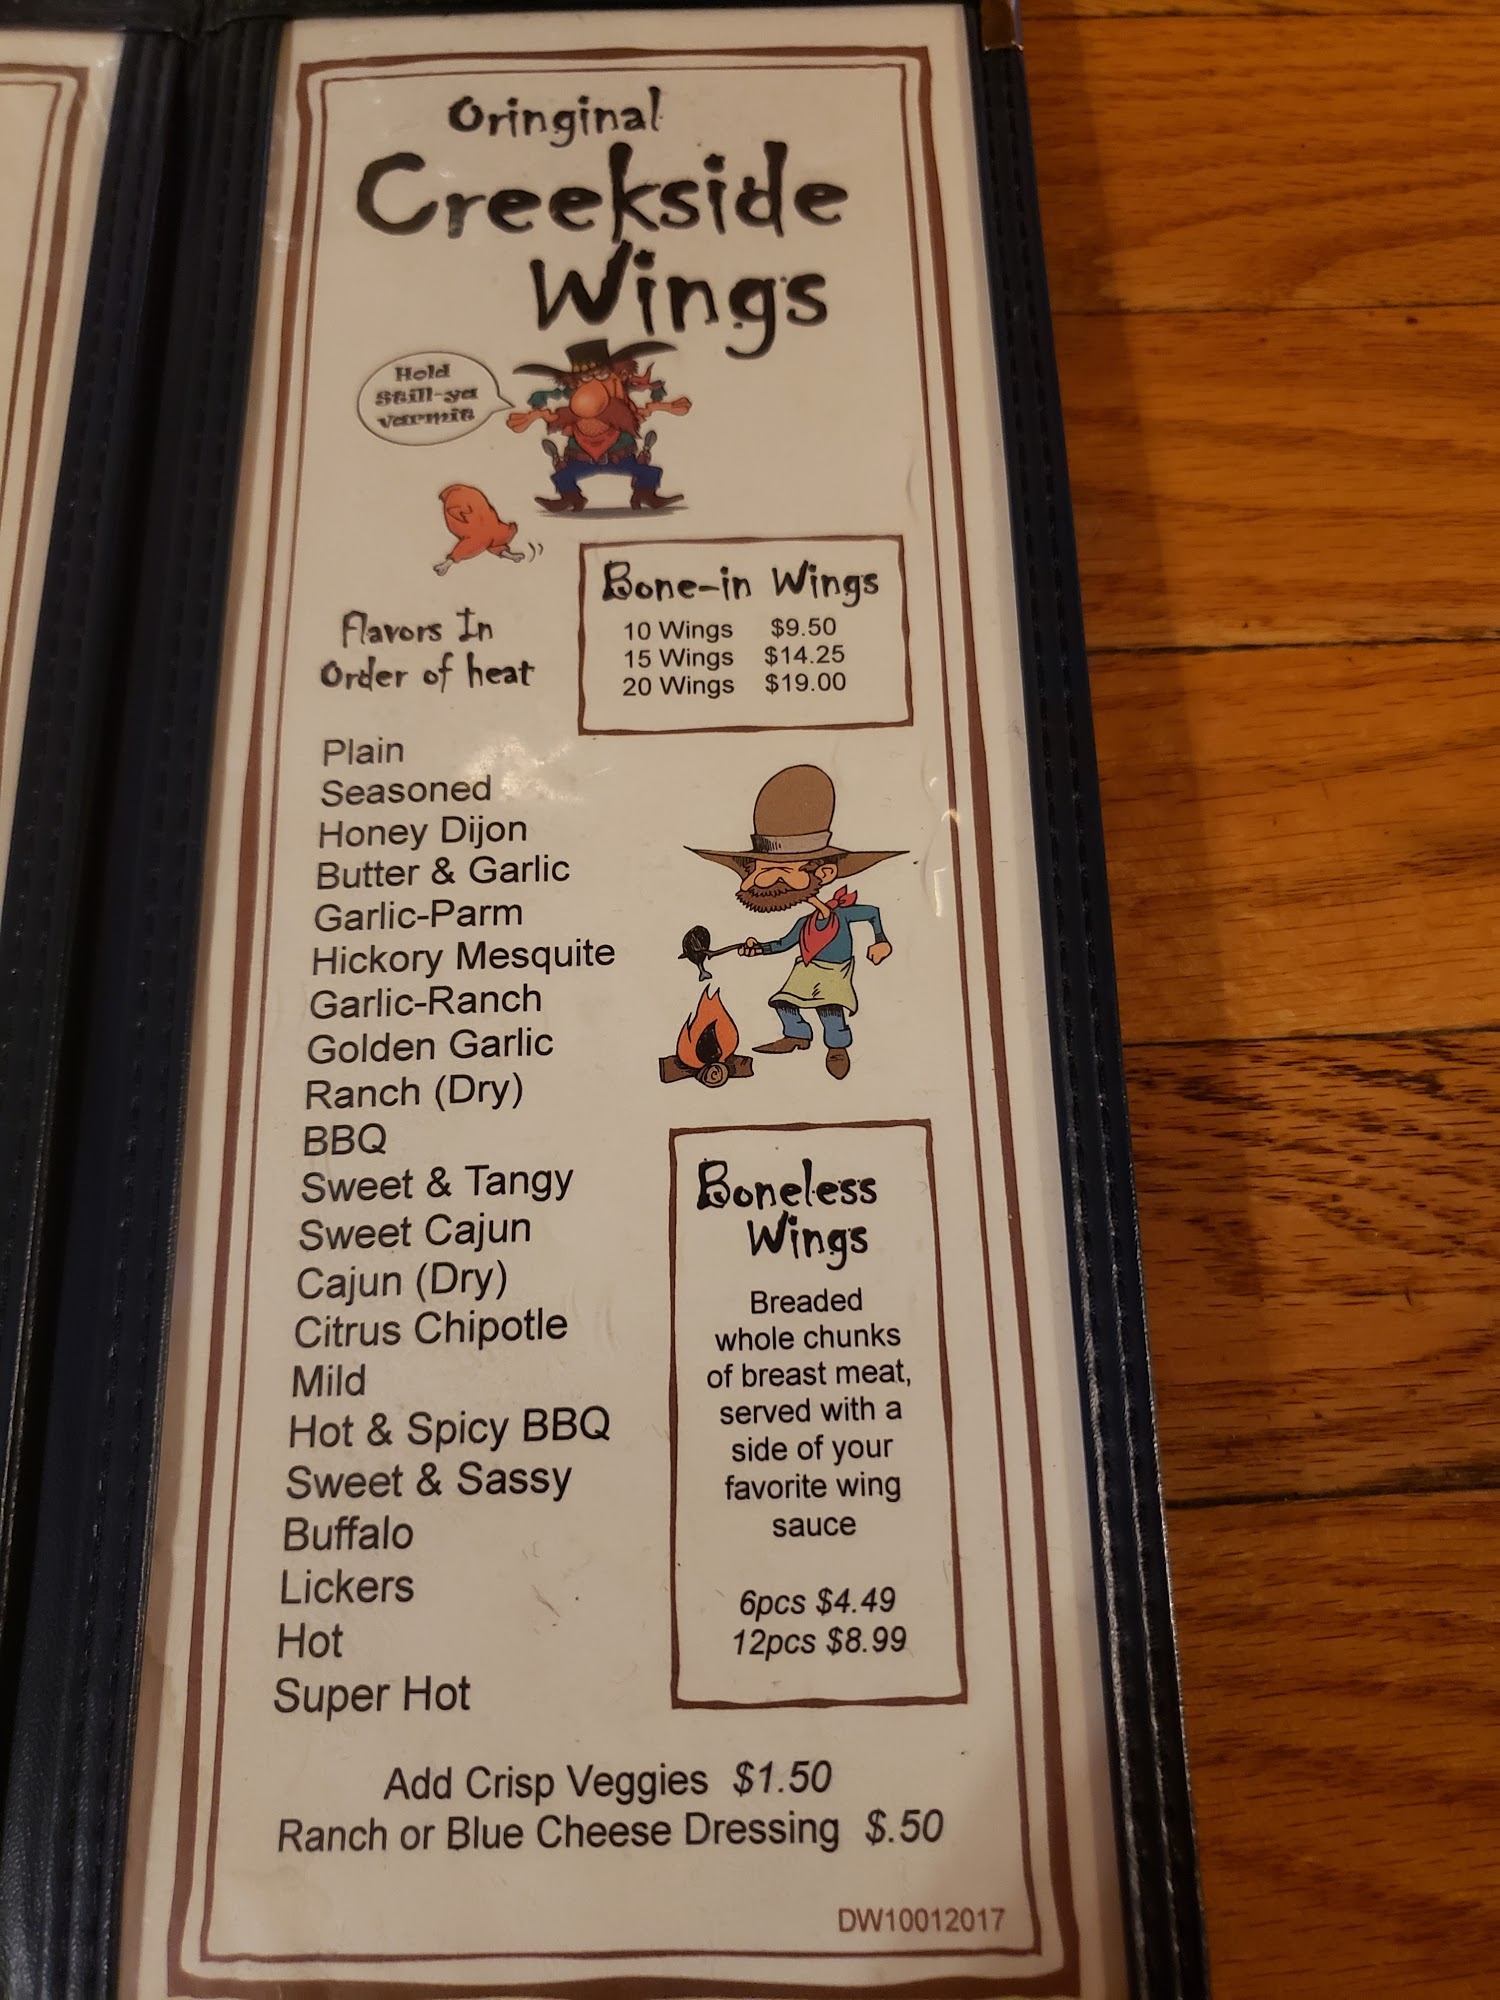 Oringinal
Creekside
Wings
Hold
Still-ya
varmit
Bone-in Wings
10 Wings $9.50
15 Wings $14.25
20 Wings $19.00
Flavors In
Order of heat
Plain
Seasoned
Honey Dijon
Butter & Garlic
Garlic-Parm
Hickory Mesquite
Garlic-Ranch
Golden Garlic
Ranch (Dry)
BBQ
Sweet & Tangy
Sweet Cajun
Cajun (Dry)
Citrus Chipotle
Mild
Hot & Spicy BBQ
Sweet & Sassy
Buffalo
Lickers
Hot
Super Hot
Boneless
Wings
Breaded
whole chunks
of breast meat,
served with a
side of your
favorite wing
sauce
6pcs $4.49
12pcs $8.99
Add Crisp Veggies $1.50
Ranch or Blue Cheese Dressing $.50
DW10012017